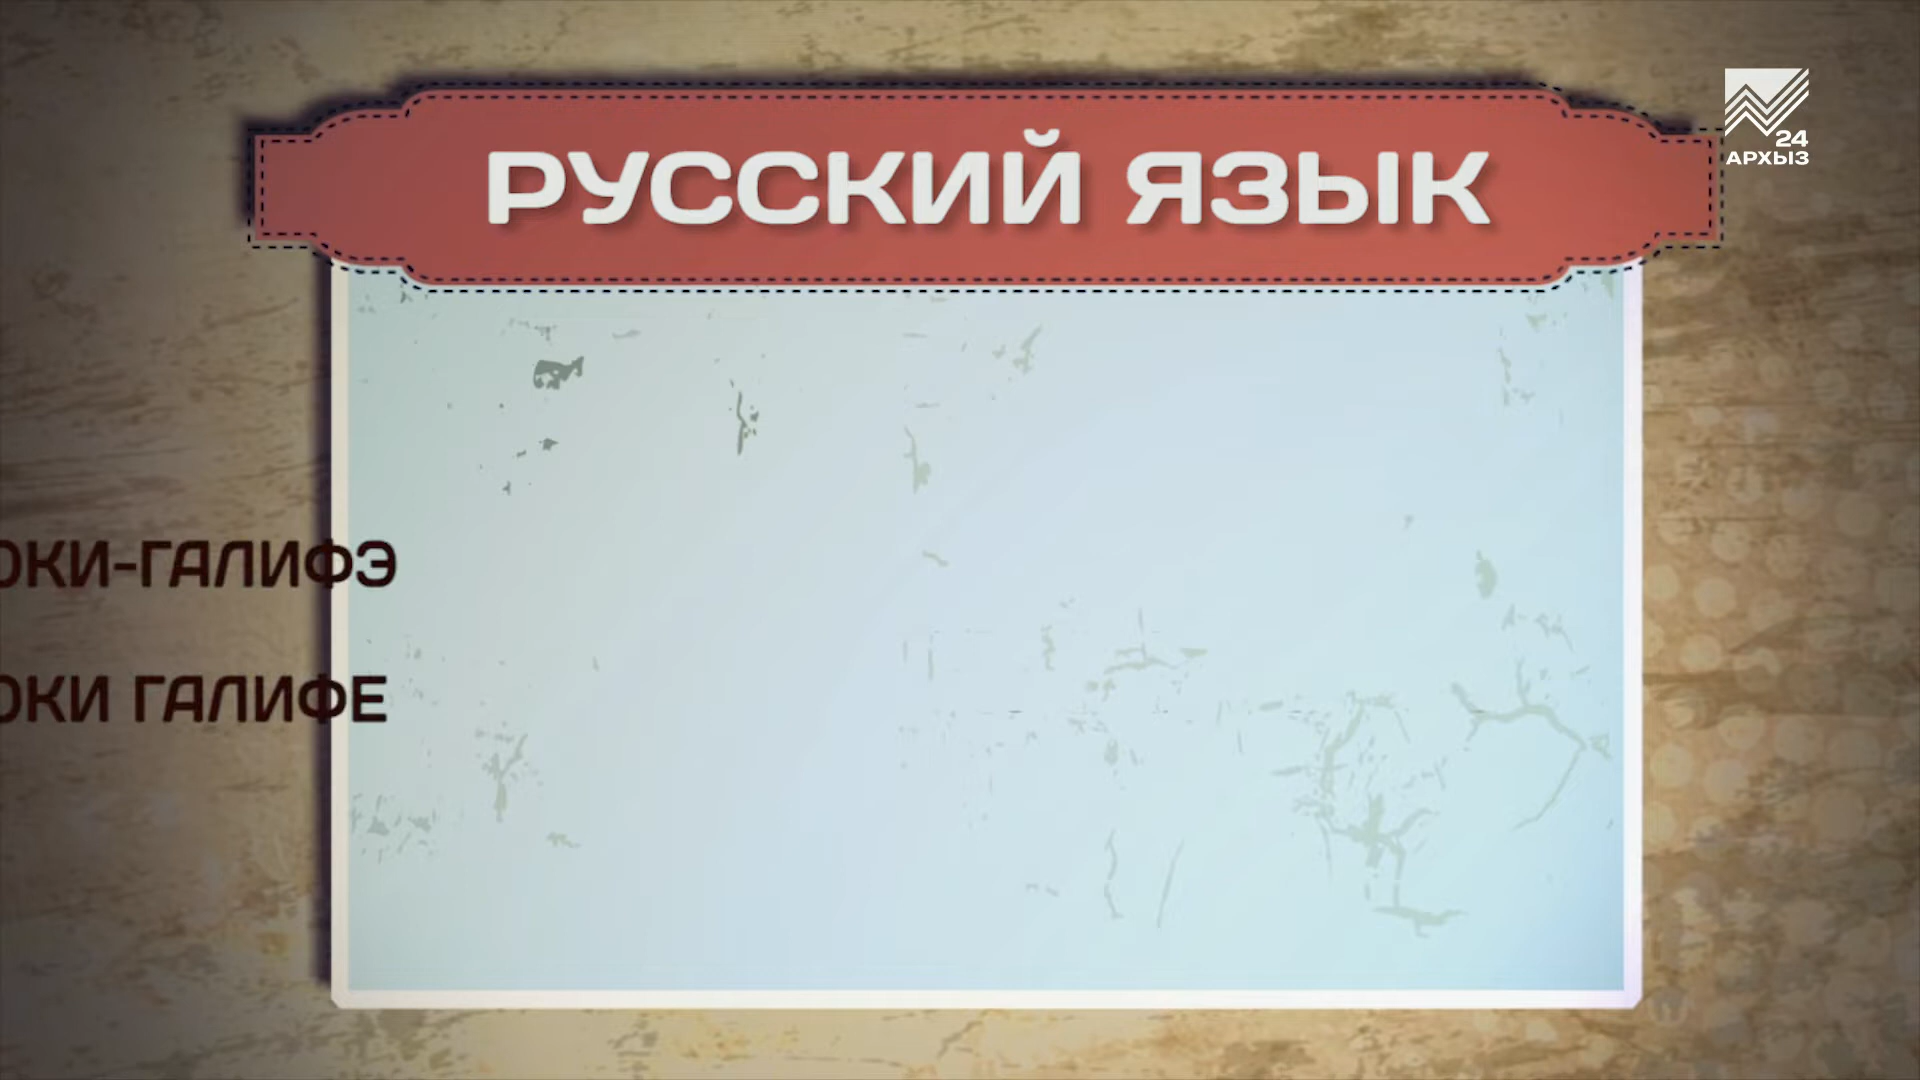 РУССКИЙ ЯЗЫК
24
АРХЫЗ
ОКИ-ГАЛИФЭ
ОКИ ГАЛИФЕ